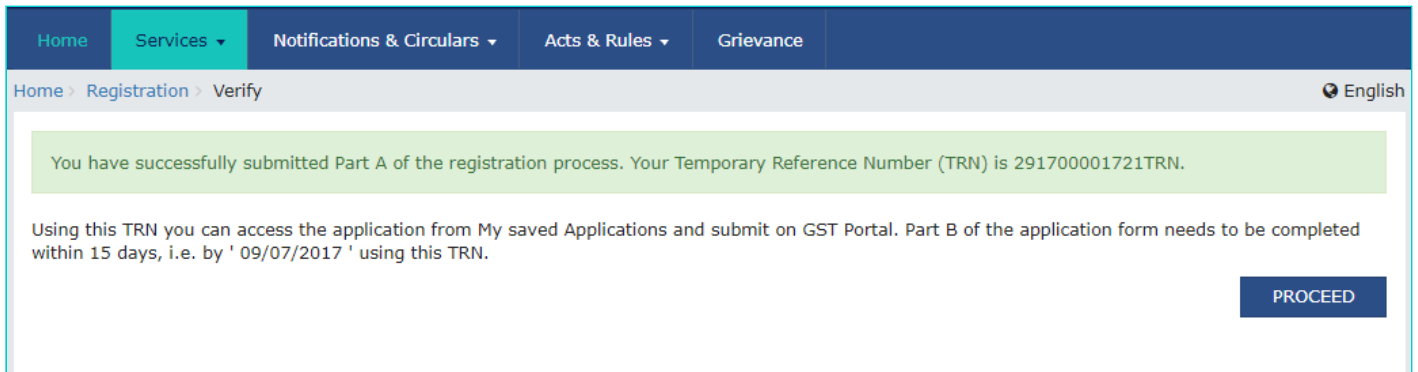 Home Services Notifications & Circulars Acts & Rules Grievance
Home > Registration > Verify English
You have successfully submitted Part A of the registration process. Your Temporary Reference Number (TRN) is 291700001721TRN.
Using this TRN you can access the application from My saved Applications and submit on GST Portal. Part B of the application form needs to be completed
within 15 days, i.e. by ' 09/07/2017 ' using this TRN.
PROCEED